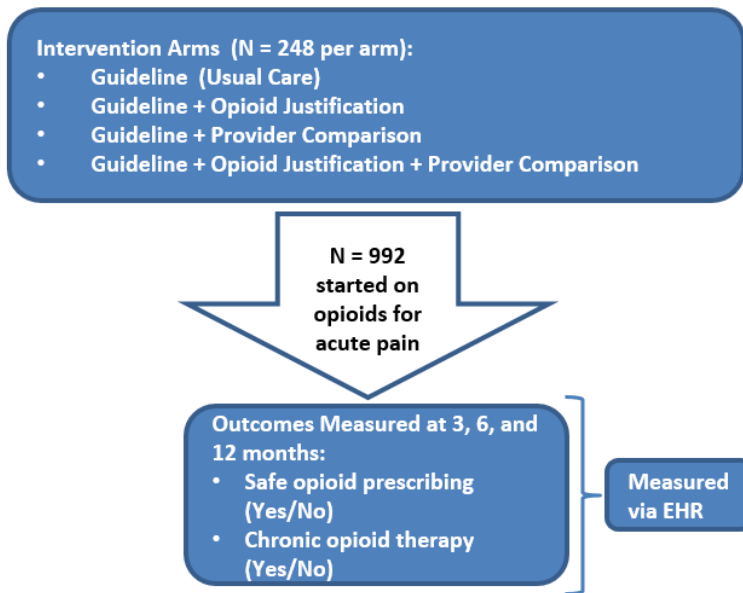 Intervention Arms (N = 248 per arm):
• Guideline (Usual Care)
• Guideline + Opioid Justification
• Guideline + Provider Comparison
• Guideline + Opioid Justification + Provider Comparison
N = 992
started on
opioids for
acute pain
Outcomes Measured at 3, 6, and
12 months:
• Safe opioid prescribing
(Yes/No)
• Chronic opioid therapy
(Yes/No)
Measured
via EHR